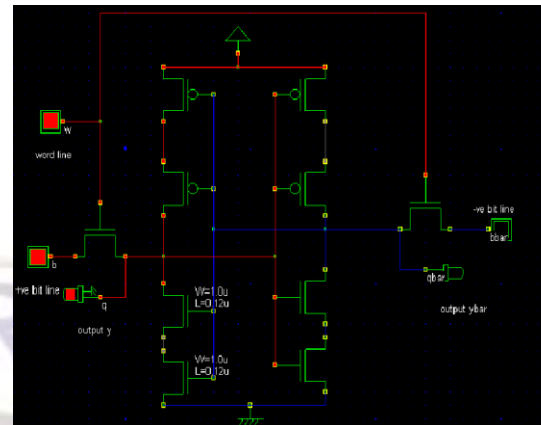 W
word line
-ve bit line
bbar
b
+ve bit line
q
output y
qbar
output ybar
W=1.0u
L=0.12u
W=1.0u
L=0.12u